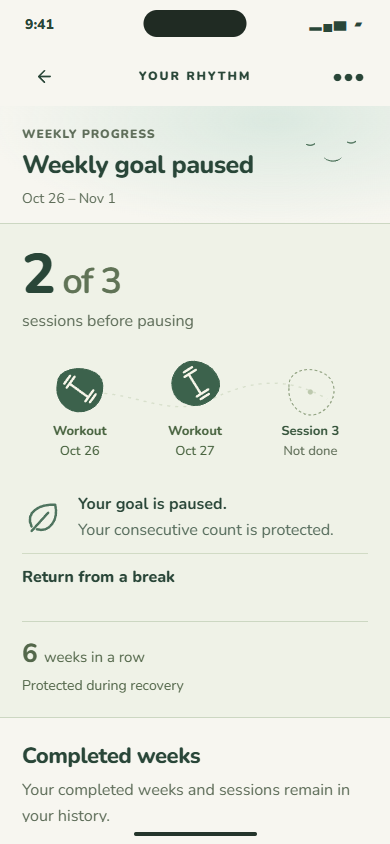 9:41
YOUR RHYTHM
WEEKLY PROGRESS
Weekly goal paused
Oct 26 – Nov 1
2 of 3
sessions before pausing
Workout
Oct 26
Workout
Oct 27
Session 3
Not done
Your goal is paused.
Your consecutive count is protected.
Return from a break
6 weeks in a row
Protected during recovery
Completed weeks
Your completed weeks and sessions remain in
your history.